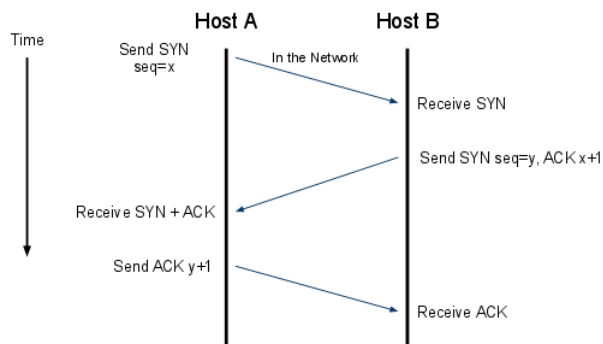 Host A
Host B
Time
Send SYN
seq=x
In the Network
Receive SYN
Send SYN seq=y, ACK x+1
Receive SYN + ACK
Send ACK y+1
Receive ACK